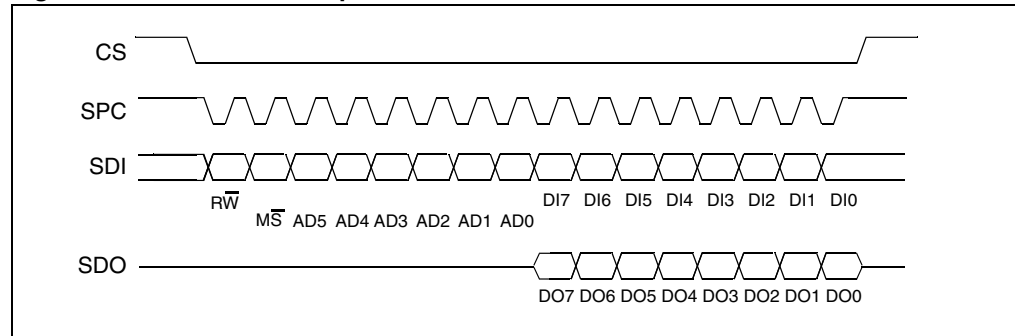 CS
SPC
SDI
RW̅
DI7 DI6 DI5 DI4 DI3 DI2 DI1 DI0
MS̅ AD5 AD4 AD3 AD2 AD1 AD0
SDO
DO7 DO6 DO5 DO4 DO3 DO2 DO1 DO0